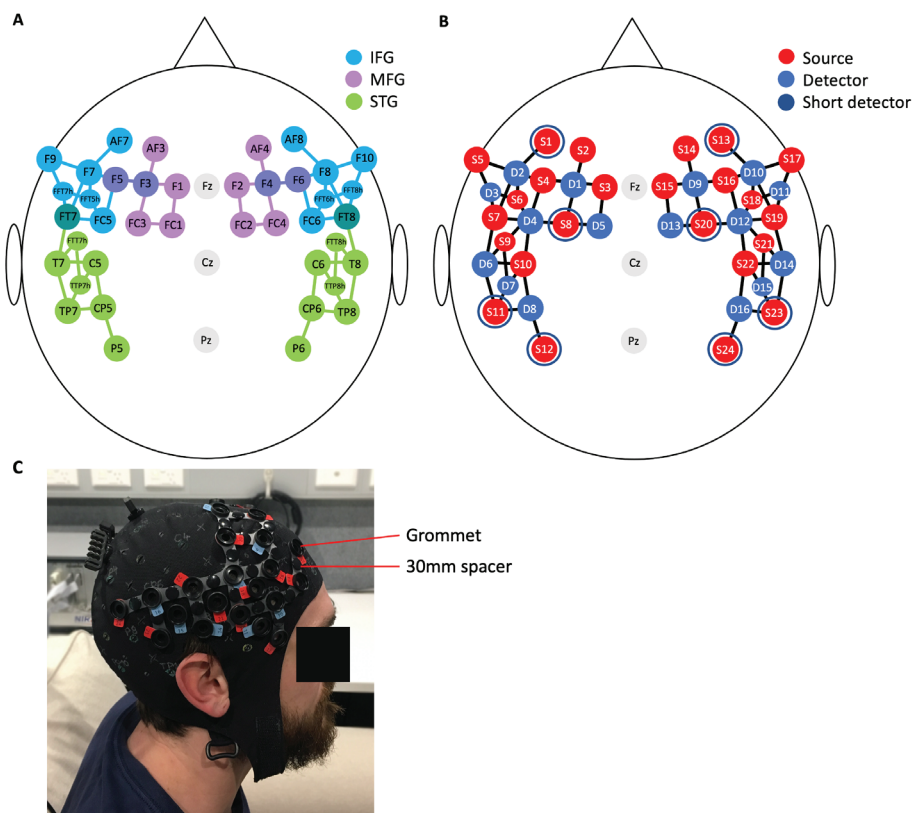 A
B
IFG
MFG
STG
Source
Detector
Short detector
AF7
AF3
AF4
AF8
F9
F7
F5
F3
F1
Fz
F2
F4
F6
F8
F10
FFT7h
FFT5h
FFT6h
FFT8h
FT7
FC5
FC3
FC1
FC2
FC4
FC6
FT8
FTT7h
FTT8h
T7
C5
Cz
C6
T8
TTP7h
TTP8h
TP7
CP5
CP6
TP8
P5
Pz
P6
S1
S2
S13
S14
S5
D2
S4
D1
S3
Fz
S15
D9
S16
D10
S17
D3
S6
S18
D11
S7
D4
S8
D5
D13
S20
D12
S19
S9
S21
D6
S10
Cz
S22
D14
D7
D15
S11
D8
D16
S23
S12
Pz
S24
C
Grommet
30mm spacer